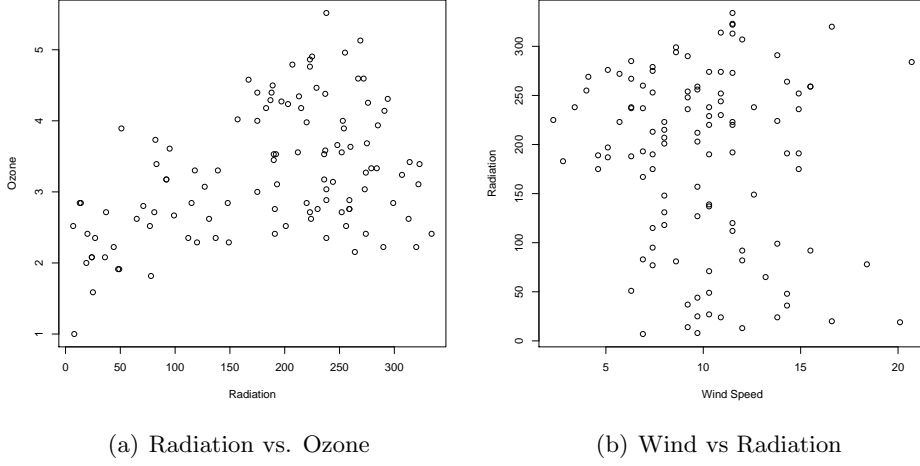 5
4
3
2
1
Ozone
0 50 100 150 200 250 300
Radiation
300
250
200
150
100
50
0
Radiation
5 10 15 20
Wind Speed
(a) Radiation vs. Ozone
(b) Wind vs Radiation